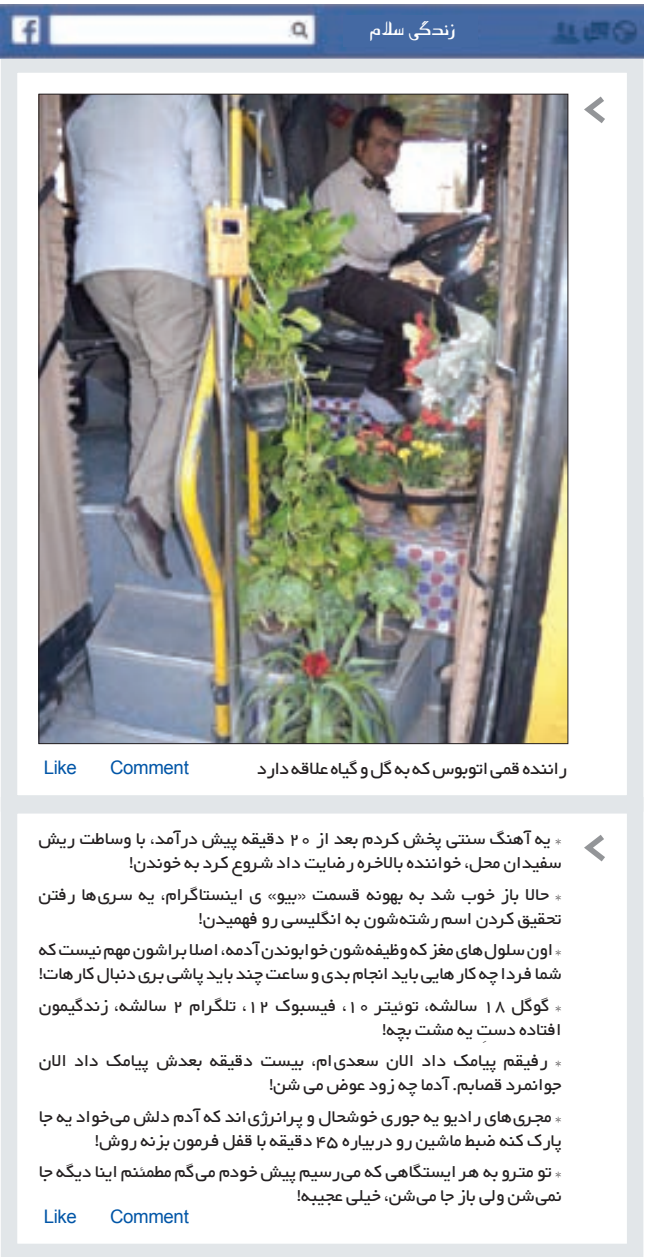 زندگی سلام
راننده قمی اتوبوس که به گل و گیاه علاقه دارد
Comment
Like
* یه آهنگ سنتی پخش کردم بعد از ۲۰ دقیقه پیش درآمد، با وساطت ریش
سفیدان محل، خواننده بالاخره رضایت داد شروع کرد به خوندن!
* حالا باز خوب شد به بهونه قسمت «بیو» ی اینستاگرام، یه سری‌ها رفتن
تحقیق کردن اسم رشته‌شون به انگلیسی رو فهمیدن!
* اون سلول‌های مغز که وظیفه‌شون خوابوندن آدمه، اصلا براشون مهم نیست که
شما فردا چه کارهایی باید انجام بدی و ساعت چند باید پاشی بری دنبال کارهات!
* گوگل ۱۸ سالشه، توئیتر ۱۰، فیسبوک ۱۲، تلگرام ۲ سالشه، زندگیمون
افتاده دستِ یه مشت بچه!
* رفیقم پیامک داد الان سعدی‌ام، بیست دقیقه بعدش پیامک داد الان
جوانمرد قصابم. آدما چه زود عوض می شن!
* مجری‌های رادیو یه جوری خوشحال و پرانرژی‌اند که آدم دلش می‌خواد یه جا
پارک کنه ضبط ماشین رو دربیاره ۴۵ دقیقه با قفل فرمون بزنه روش!
* تو مترو به هر ایستگاهی که می‌رسیم پیش خودم می‌گم مطمئنم اینا دیگه جا
نمی‌شن ولی باز جا می‌شن، خیلی عجیبه!
Comment
Like